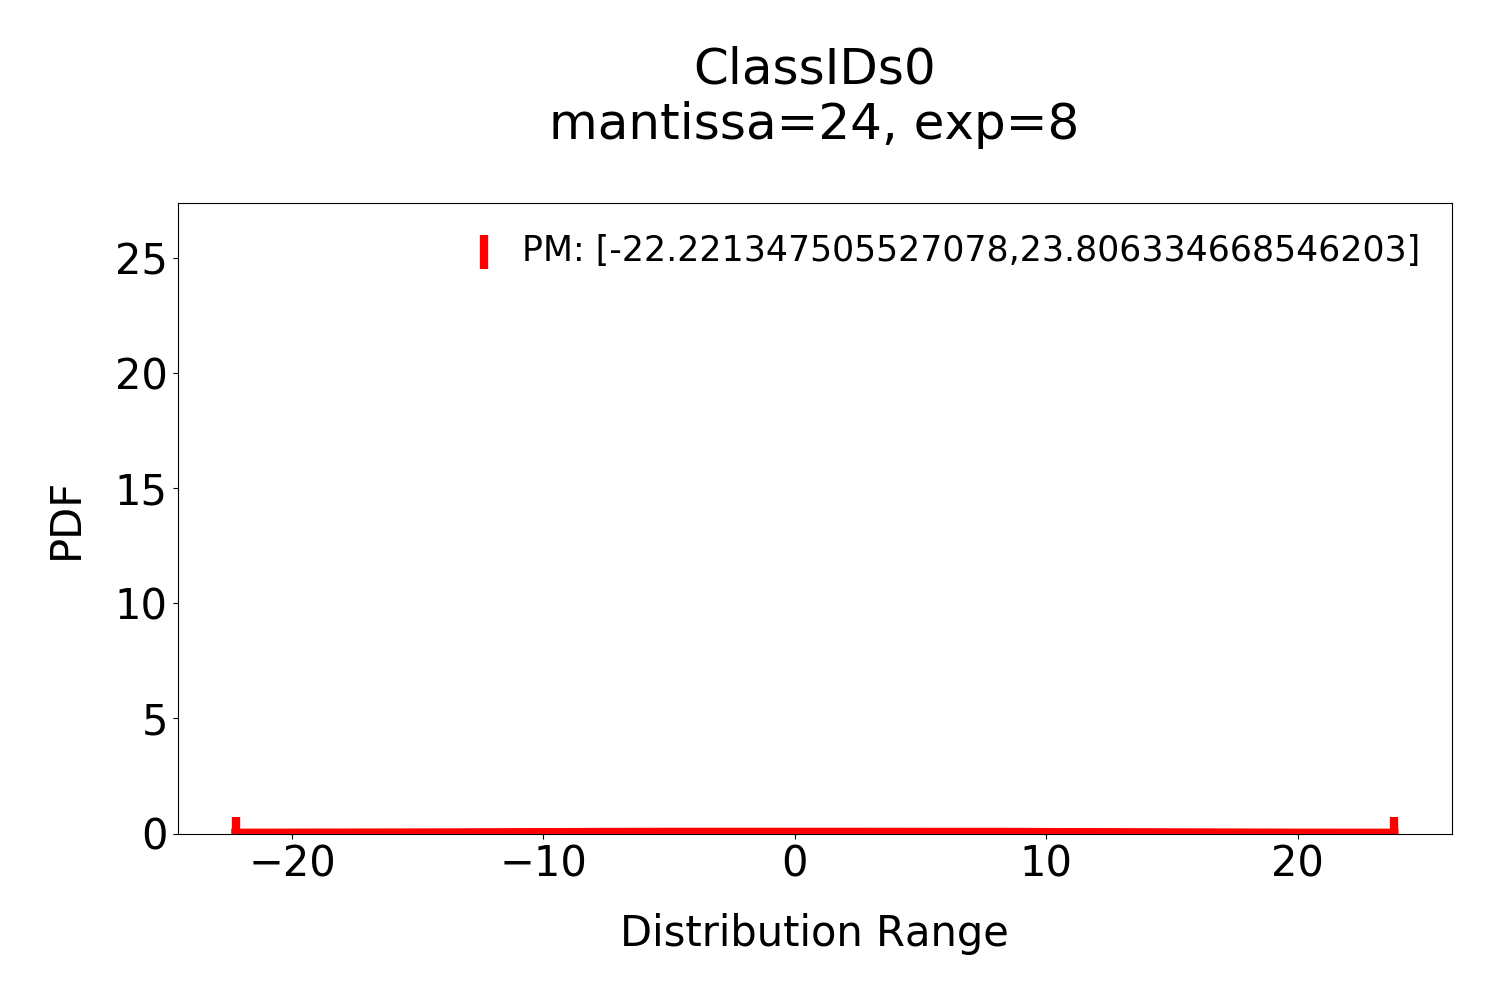 ClassIDs0
mantissa=24, exp=8
PM: [-22.221347505527078,23.806334668546203]
25
20
15
10
5
0
PDF
−20
−10
0
10
20
Distribution Range